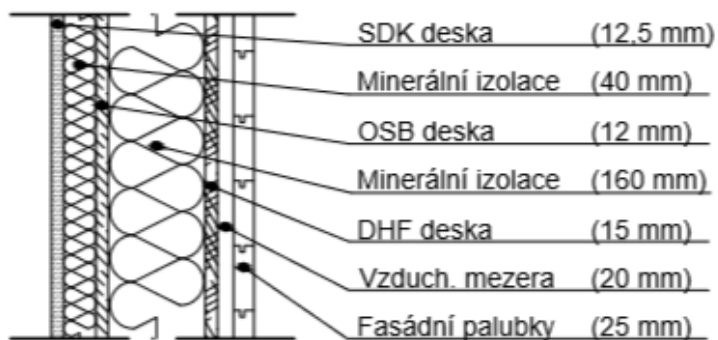 SDK deska (12,5 mm)
Minerální izolace (40 mm)
OSB deska (12 mm)
Minerální izolace (160 mm)
DHF deska (15 mm)
Vzduch. mezera (20 mm)
Fasádní palubky (25 mm)